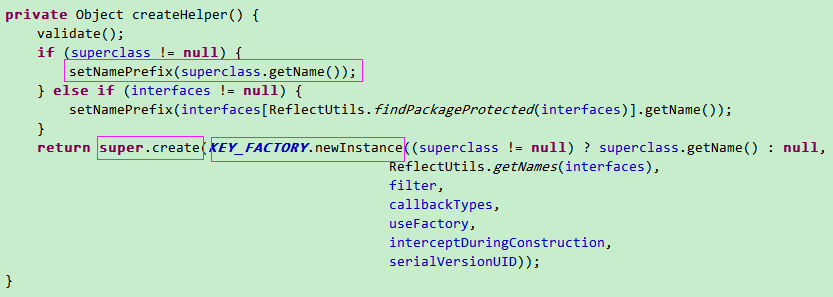 private Object createHelper() {
    validate();
    if (superclass != null) {
        setNamePrefix(superclass.getName());
    } else if (interfaces != null) {
        setNamePrefix(interfaces[ReflectUtils.findPackageProtected(interfaces)].getName());
    }
    return super.create(KEY_FACTORY.newInstance((superclass != null) ? superclass.getName() : null,
                                                ReflectUtils.getNames(interfaces),
                                                filter,
                                                callbackTypes,
                                                useFactory,
                                                interceptDuringConstruction,
                                                serialVersionUID));
}